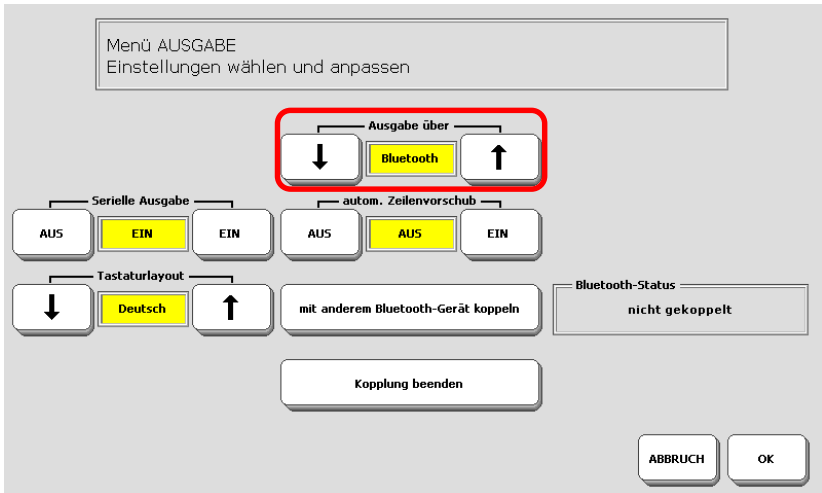 Menü AUSGABE
Einstellungen wählen und anpassen
Ausgabe über
↓ Bluetooth ↑
Serielle Ausgabe
AUS EIN EIN
autom. Zeilenvorschub
AUS AUS EIN
Tastaturlayout
↓ Deutsch ↑
mit anderem Bluetooth-Gerät koppeln
Bluetooth-Status
nicht gekoppelt
Kopplung beenden
ABBRUCH OK